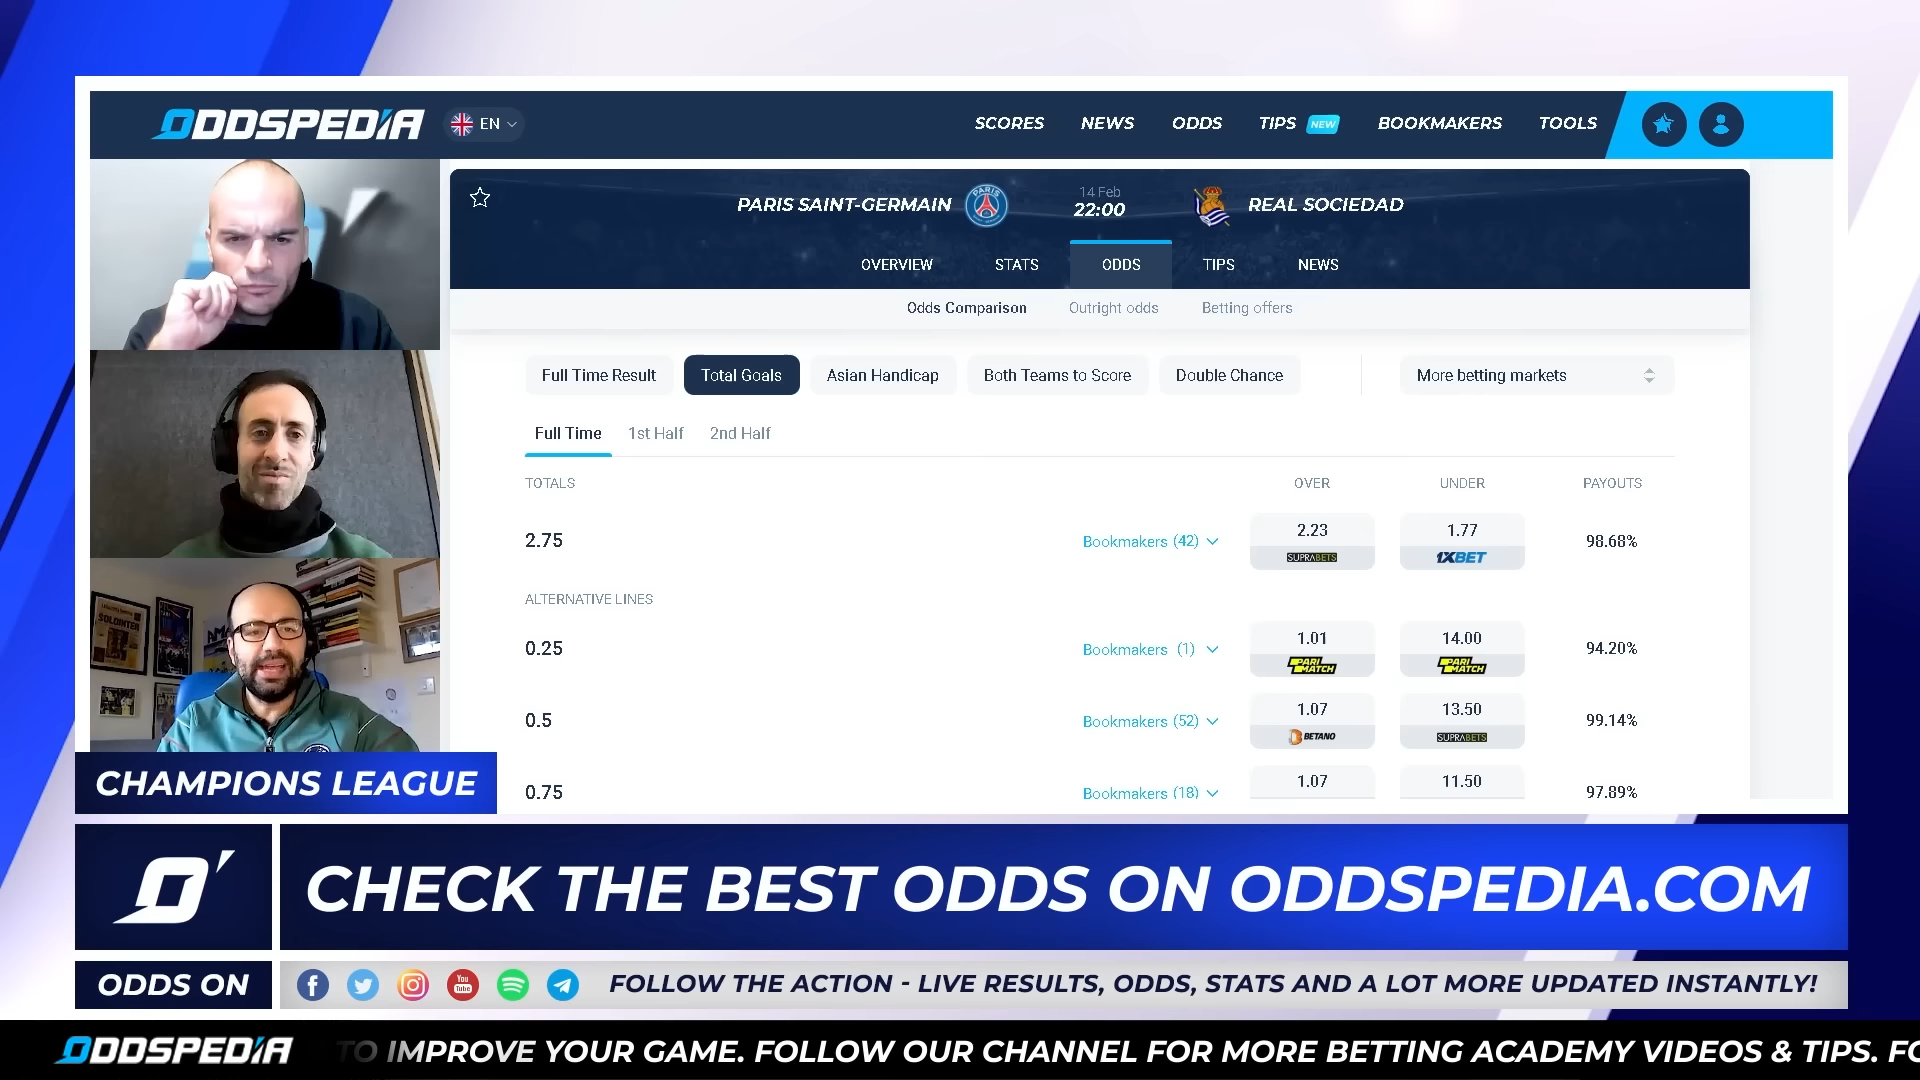 ODDSPEDIA
EN
SCORES NEWS ODDS TIPS NEW BOOKMAKERS TOOLS
PARIS SAINT-GERMAIN
PARIS
14 Feb
22:00
REAL SOCIEDAD
OVERVIEW STATS ODDS TIPS NEWS
Odds Comparison Outright odds Betting offers
Full Time Result Total Goals Asian Handicap Both Teams to Score Double Chance More betting markets
Full Time 1st Half 2nd Half
TOTALS OVER UNDER PAYOUTS
2.75 Bookmakers (42) 2.23 1.77 98.68%
SUPRABETS 1XBET
ALTERNATIVE LINES
0.25 Bookmakers (1) 1.01 14.00 94.20%
PARI MATCH PARI MATCH
0.5 Bookmakers (52) 1.07 13.50 99.14%
BETANO SUPRABETS
0.75 Bookmakers (18) 1.07 11.50 97.89%
SOLDINTER
CHAMPIONS LEAGUE
CHECK THE BEST ODDS ON ODDSPEDIA.COM
ODDS ON
You Tube
FOLLOW THE ACTION - LIVE RESULTS, ODDS, STATS AND A LOT MORE UPDATED INSTANTLY!
ODDSPEDIA
TO IMPROVE YOUR GAME. FOLLOW OUR CHANNEL FOR MORE BETTING ACADEMY VIDEOS & TIPS. FO